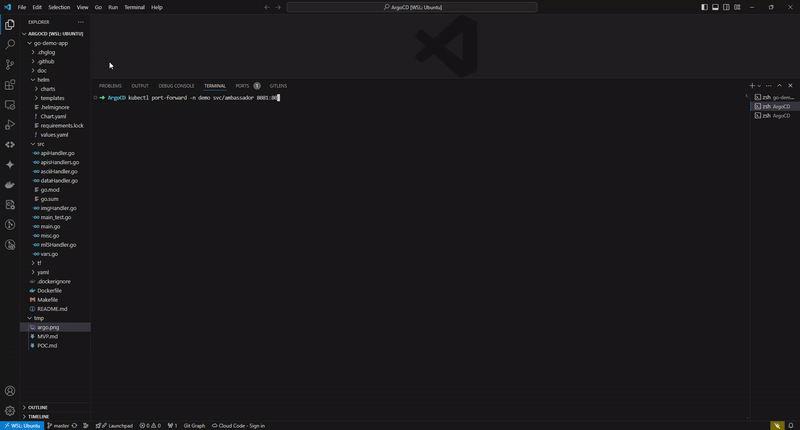 File Edit Selection View Go Run Terminal Help
ArgoCD [WSL: Ubuntu]
EXPLORER
ARGOCD [WSL: UBUNTU]
go-demo-app
.chglog
.github
doc
helm
charts
templates
.helmignore
Chart.yaml
requirements.lock
values.yaml
src
apiHandler.go
apisHandlers.go
asciiHandler.go
dataHandler.go
go.mod
go.sum
imgHandler.go
main_test.go
main.go
misc.go
ml5Handler.go
vars.go
tf
yaml
.dockerignore
Dockerfile
Makefile
README.md
tmp
argo.png
MVP.md
POC.md
OUTLINE
TIMELINE
PROBLEMS OUTPUT DEBUG CONSOLE TERMINAL PORTS 1 GITLENS
ArgoCD kubectl port-forward -n demo svc/ambassador 8081:80
zsh go-dem...
zsh ArgoCD
zsh ArgoCD
WSL: Ubuntu master Launchpad 0 0 1 Git Graph Cloud Code - Sign in